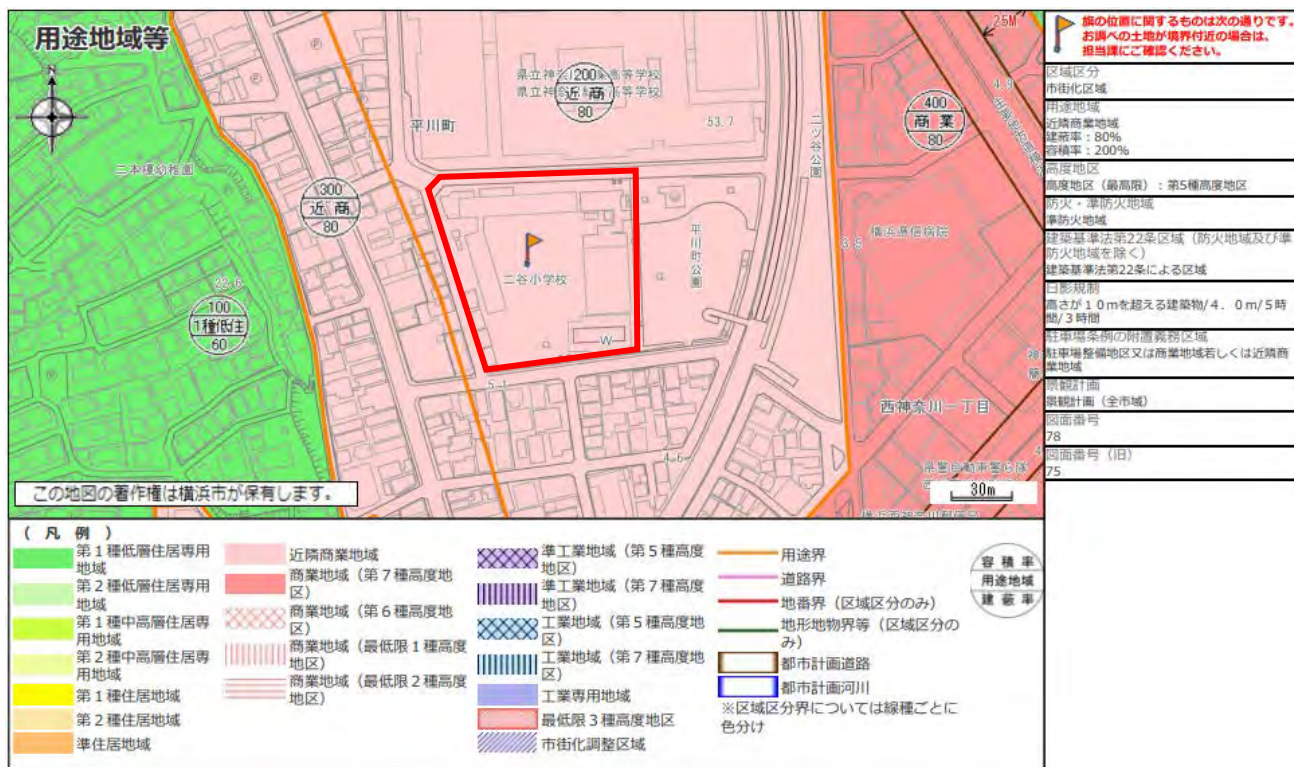 用途地域等
平川町
県立神奈川工業高等学校
200
近商
80
53.7
二ツ谷公園
400
商業
80
25M
4.9
二本榎幼稚園
300
近商
80
横浜逓信病院
3.5
平川町公園
二谷小学校
22.6
100
1種低住
60
W
5.1
西神奈川一丁目
4.6
県警自動車警ら隊
30m
この地図の著作権は横浜市が保有します。
旗の位置に関するものは次の通りです。
お調べの土地が境界付近の場合は、
担当課にご確認ください。
区域区分
市街化区域
用途地域
近隣商業地域
建蔽率:80%
容積率:200%
高度地区
高度地区(最高限):第5種高度地区
防火・準防火地域
準防火地域
建築基準法第22条区域(防火地域及び準
防火地域を除く)
建築基準法第22条による区域
日影規制
高さが10mを超える建築物/4.0m/5時
間/3時間
駐車場条例の附置義務区域
駐車場整備地区又は商業地域若しくは近隣商
業地域
景観計画
景観計画(全市域)
図面番号
78
図面番号(旧)
75
(凡例)
第1種低層住居専用
地域
第2種低層住居専用
地域
第1種中高層住居専
用地域
第2種中高層住居専
用地域
第1種住居地域
第2種住居地域
準住居地域
近隣商業地域
商業地域(第7種高度地
区)
商業地域(第6種高度地
区)
商業地域(最低限1種高度
地区)
商業地域(最低限2種高度
地区)
準工業地域(第5種高度
地区)
準工業地域(第7種高度
地区)
工業地域(第5種高度地
区)
工業地域(第7種高度地
区)
工業専用地域
最低限3種高度地区
市街化調整区域
用途界
道路界
地番界(区域区分のみ)
地形地物界等(区域区分の
み)
都市計画道路
都市計画河川
※区域区分界については線種ごとに
色分け
容積率
用途地域
建蔽率